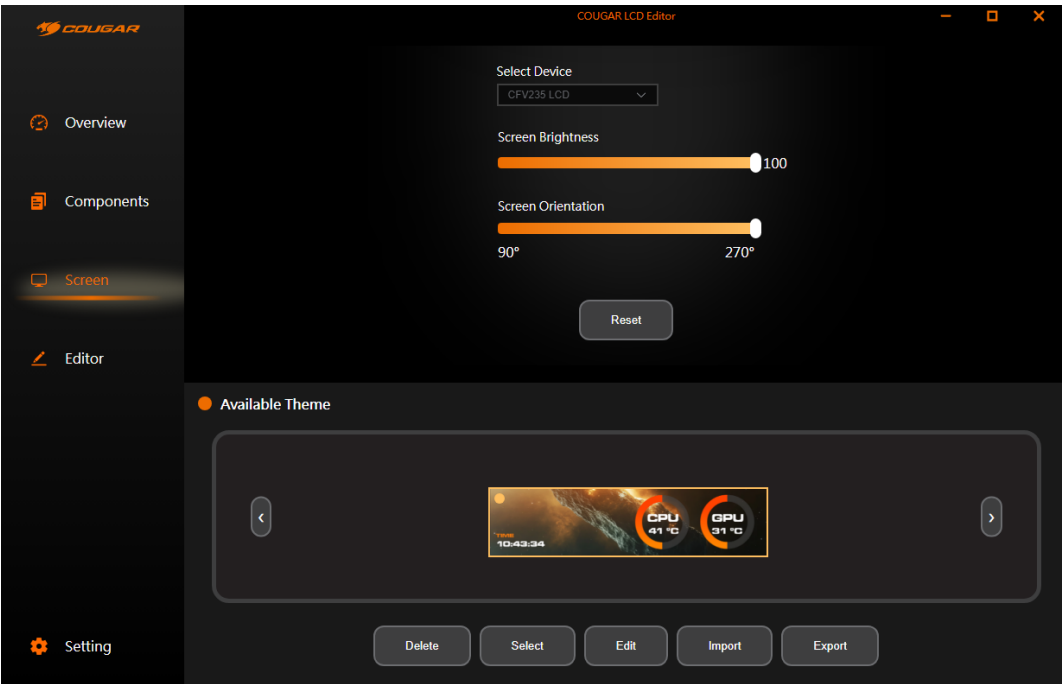 COUGAR
COUGAR LCD Editor
Overview
Components
Screen
Editor
Setting
Select Device
CFV235 LCD
Screen Brightness
100
Screen Orientation
90°
270°
Reset
Available Theme
TIME
10:43:34
CPU
41 °C
GPU
31 °C
Delete
Select
Edit
Import
Export